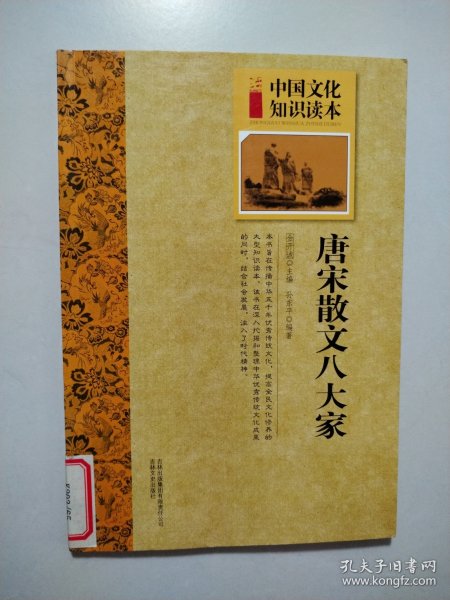 中国文化
知识读本
唐宋散文八大家
金开诚◎主编 孙永平◎编著
本书旨在传播中华五千年优秀传统文化，提高全民文化修养的
大型知识读本。该书在深入挖掘和整理中华优秀传统文化成果
的同时，结合社会发展，注入了时代精神。
吉林出版集团有限责任公司
吉林文史出版社
孔夫子旧书网
www.kongfz.com